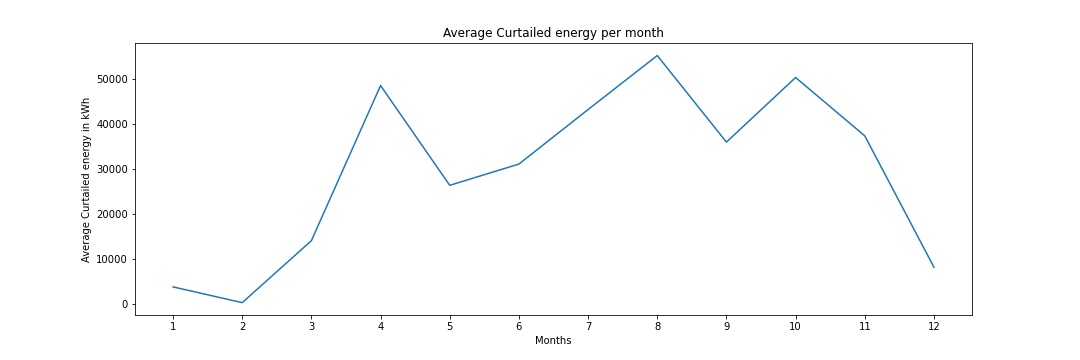 Average Curtailed energy per month
Average Curtailed energy in kWh
50000
40000
30000
20000
10000
0
1 2 3 4 5 6 7 8 9 10 11 12
Months